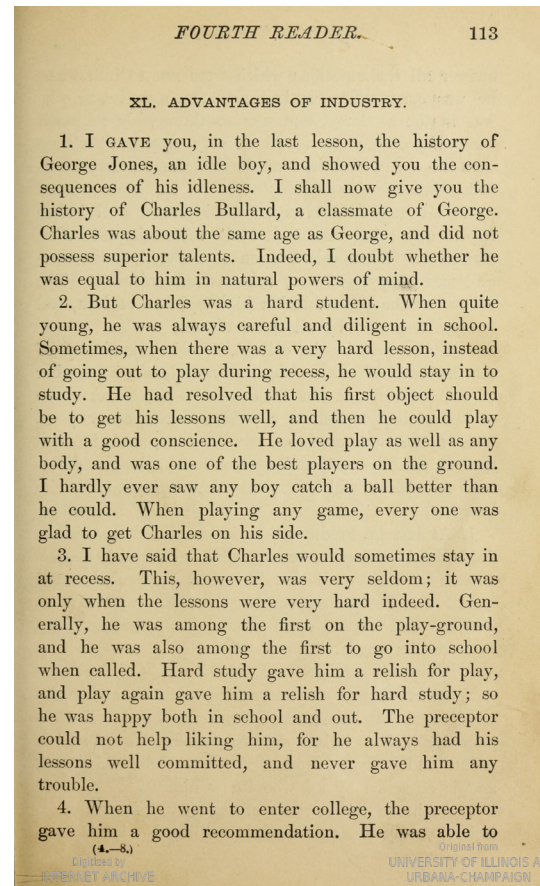 FOURTH READER. 113
XL. ADVANTAGES OF INDUSTRY.
1. I GAVE you, in the last lesson, the history of
George Jones, an idle boy, and showed you the con-
sequences of his idleness. I shall now give you the
history of Charles Bullard, a classmate of George.
Charles was about the same age as George, and did not
possess superior talents. Indeed, I doubt whether he
was equal to him in natural powers of mind.
2. But Charles was a hard student. When quite
young, he was always careful and diligent in school.
Sometimes, when there was a very hard lesson, instead
of going out to play during recess, he would stay in to
study. He had resolved that his first object should
be to get his lessons well, and then he could play
with a good conscience. He loved play as well as any
body, and was one of the best players on the ground.
I hardly ever saw any boy catch a ball better than
he could. When playing any game, every one was
glad to get Charles on his side.
3. I have said that Charles would sometimes stay in
at recess. This, however, was very seldom; it was
only when the lessons were very hard indeed. Gen-
erally, he was among the first on the play-ground,
and he was also among the first to go into school
when called. Hard study gave him a relish for play,
and play again gave him a relish for hard study; so
he was happy both in school and out. The preceptor
could not help liking him, for he always had his
lessons well committed, and never gave him any
trouble.
4. When he went to enter college, the preceptor
gave him a good recommendation. He was able to
(4.—8.)
Digitized by
INTERNET ARCHIVE
Original from
UNIVERSITY OF ILLINOIS A
URBANA-CHAMPAIGN